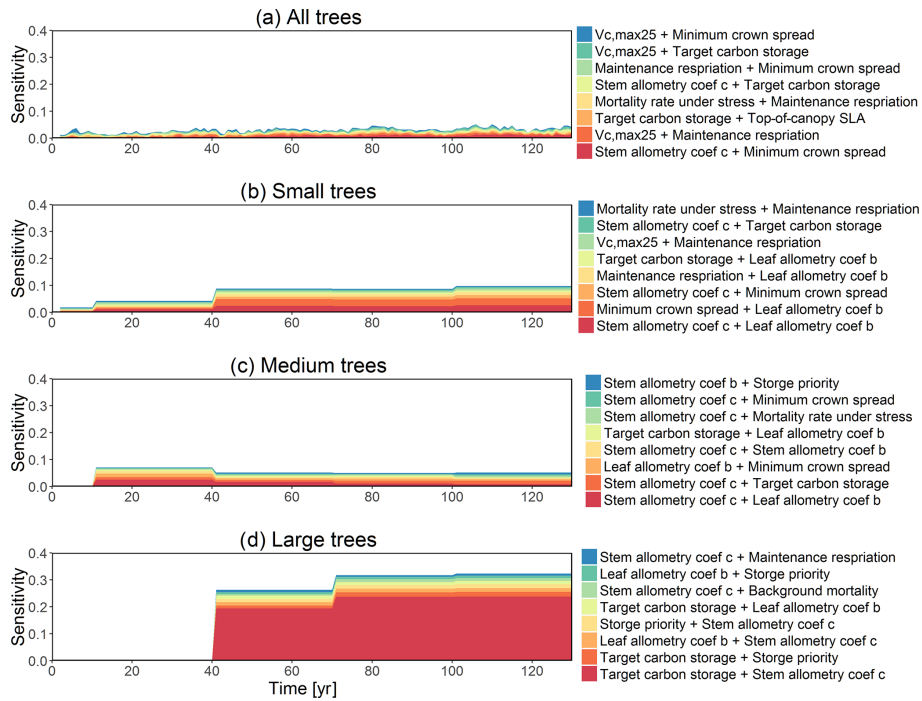 (a) All trees
Sensitivity
0.4
0.3
0.2
0.1
0.0
0 20 40 60 80 100 120
Vc,max25 + Minimum crown spread
Vc,max25 + Target carbon storage
Maintenance respriation + Minimum crown spread
Stem allometry coef c + Target carbon storage
Mortality rate under stress + Maintenance respriation
Target carbon storage + Top-of-canopy SLA
Vc,max25 + Maintenance respriation
Stem allometry coef c + Minimum crown spread
(b) Small trees
Sensitivity
0.4
0.3
0.2
0.1
0.0
0 20 40 60 80 100 120
Mortality rate under stress + Maintenance respriation
Stem allometry coef c + Target carbon storage
Vc,max25 + Maintenance respriation
Target carbon storage + Leaf allometry coef b
Maintenance respriation + Leaf allometry coef b
Stem allometry coef c + Minimum crown spread
Minimum crown spread + Leaf allometry coef b
Stem allometry coef c + Leaf allometry coef b
(c) Medium trees
Sensitivity
0.4
0.3
0.2
0.1
0.0
0 20 40 60 80 100 120
Stem allometry coef b + Storge priority
Stem allometry coef c + Minimum crown spread
Stem allometry coef c + Mortality rate under stress
Target carbon storage + Leaf allometry coef b
Stem allometry coef c + Stem allometry coef b
Leaf allometry coef b + Minimum crown spread
Stem allometry coef c + Target carbon storage
Stem allometry coef c + Leaf allometry coef b
(d) Large trees
Sensitivity
0.4
0.3
0.2
0.1
0.0
0 20 40 60 80 100 120
Time [yr]
Stem allometry coef c + Maintenance respriation
Leaf allometry coef b + Storge priority
Stem allometry coef c + Background mortality
Target carbon storage + Leaf allometry coef b
Storge priority + Stem allometry coef c
Leaf allometry coef b + Stem allometry coef c
Target carbon storage + Storge priority
Target carbon storage + Stem allometry coef c